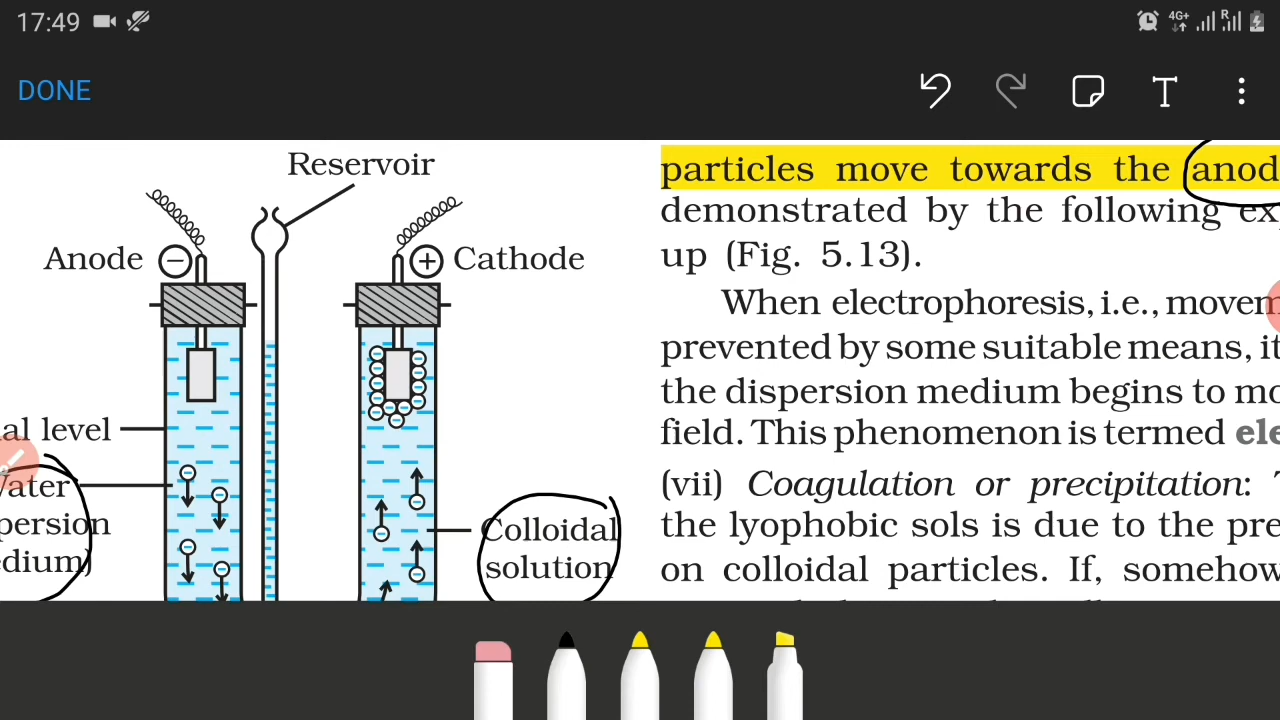 17:49
4G+
R
DONE
Reservoir
Anode − + Cathode
al level
ater
persion
edium)
Colloidal
solution
particles move towards the anod
demonstrated by the following
up (Fig. 5.13).
When electrophoresis, i.e., movem
prevented by some suitable means, it
the dispersion medium begins to mo
field. This phenomenon is termed ele
(vii) Coagulation or precipitation:
the lyophobic sols is due to the pre
on colloidal particles. If, somehow